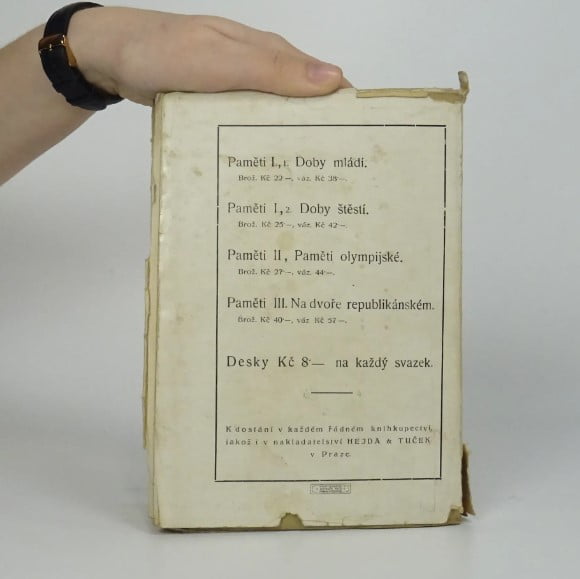 Paměti I., 1. Doby mládí.
Brož. Kč 22·—, váz. Kč 38·—.
Paměti I., 2. Doby štěstí.
Brož. Kč 25·—, váz. Kč 42·—.
Paměti II., Paměti olympijské.
Brož. Kč 27·—, váz. 44·—.
Paměti III. Na dvoře republikánském.
Brož. Kč 40·—, váz. Kč 57·—.
Desky Kč 8·— na každý svazek.
K dostání v každém řádném knihkupectví,
jakož i v nakladatelství HEJDA & TUČEK
v Praze.